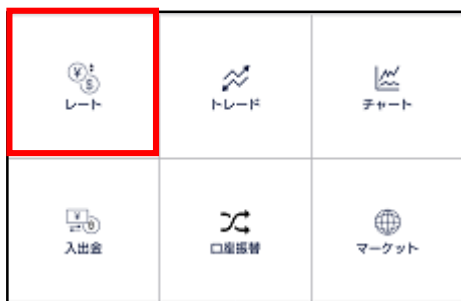 レート
トレード
チャート
入出金
口座振替
マーケット